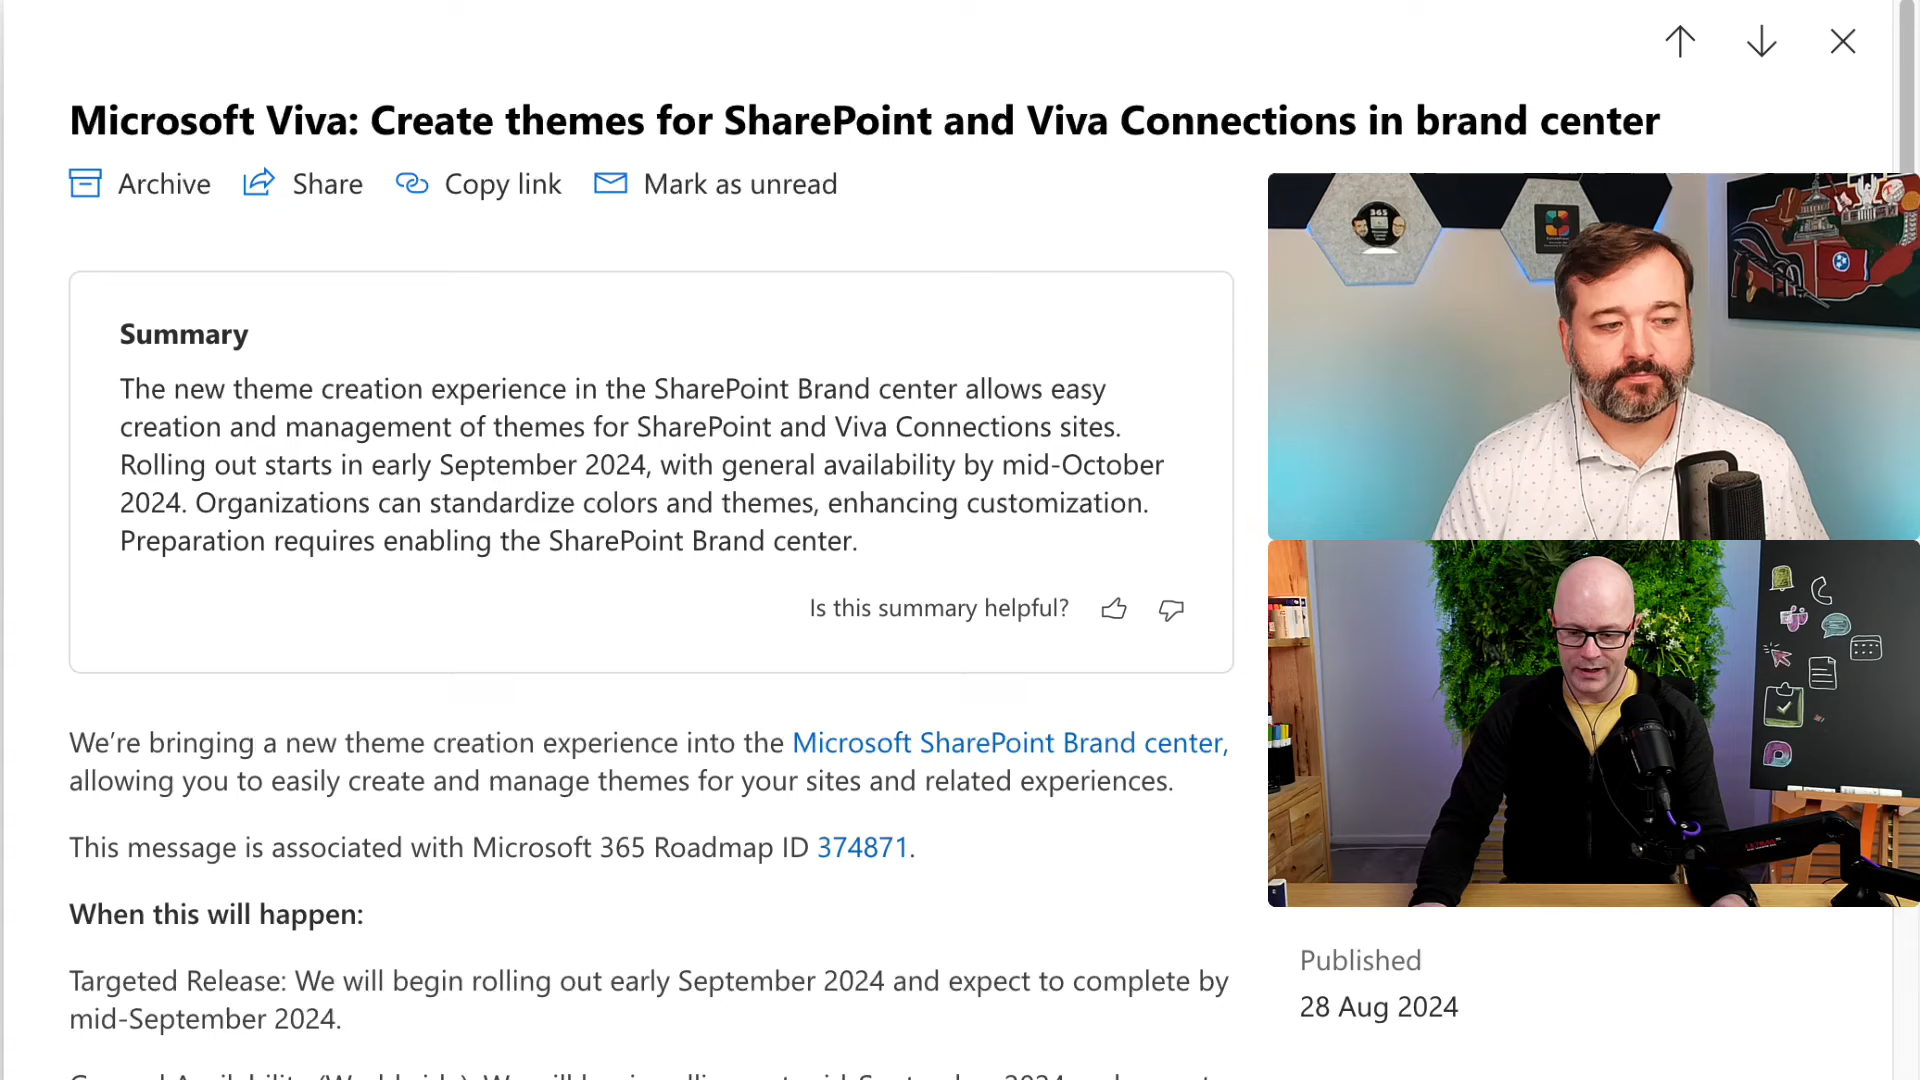 Microsoft Viva: Create themes for SharePoint and Viva Connections in brand center
Archive
Share
Copy link
Mark as unread
Summary
The new theme creation experience in the SharePoint Brand center allows easy
creation and management of themes for SharePoint and Viva Connections sites.
Rolling out starts in early September 2024, with general availability by mid-October
2024. Organizations can standardize colors and themes, enhancing customization.
Preparation requires enabling the SharePoint Brand center.
Is this summary helpful?
We're bringing a new theme creation experience into the Microsoft SharePoint Brand center,
allowing you to easily create and manage themes for your sites and related experiences.
This message is associated with Microsoft 365 Roadmap ID 374871.
When this will happen:
Targeted Release: We will begin rolling out early September 2024 and expect to complete by
mid-September 2024.
365
Published
28 Aug 2024